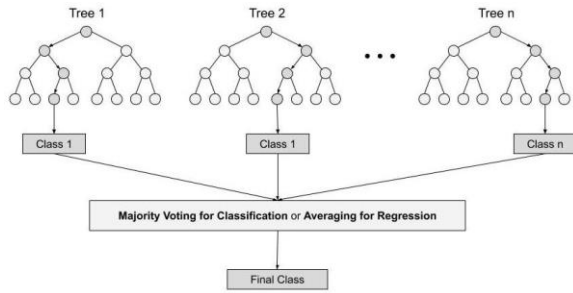 Tree 1
Tree 2
Tree n
Class 1
Class 1
Class n
Majority Voting for Classification or Averaging for Regression
Final Class